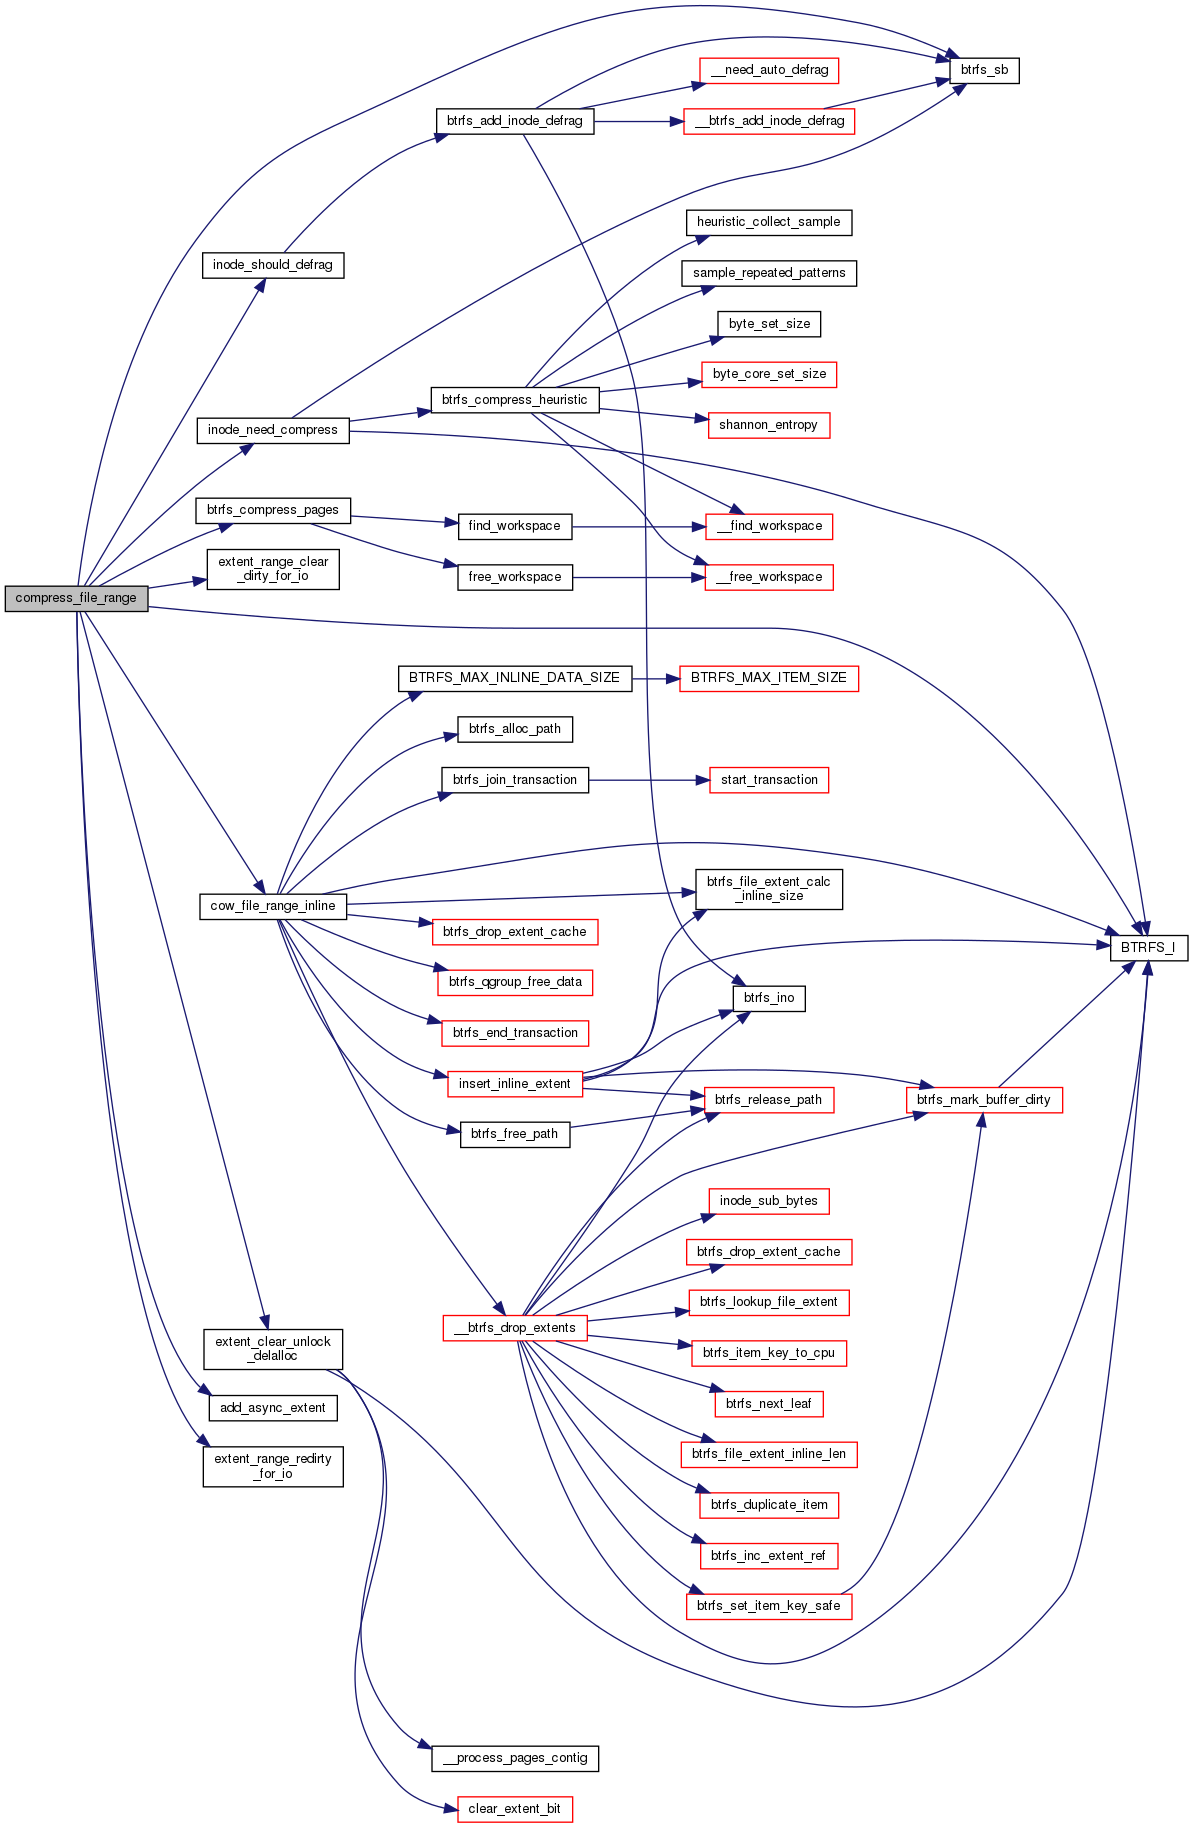 btrfs_sb
__need_auto_defrag
btrfs_add_inode_defrag
__btrfs_add_inode_defrag
heuristic_collect_sample
inode_should_defrag
sample_repeated_patterns
byte_set_size
byte_core_set_size
btrfs_compress_heuristic
shannon_entropy
inode_need_compress
btrfs_compress_pages
find_workspace
__find_workspace
extent_range_clear
_dirty_for_io
free_workspace
__free_workspace
compress_file_range
BTRFS_MAX_INLINE_DATA_SIZE
BTRFS_MAX_ITEM_SIZE
btrfs_alloc_path
btrfs_join_transaction
start_transaction
btrfs_file_extent_calc
_inline_size
cow_file_range_inline
btrfs_drop_extent_cache
BTRFS_I
btrfs_qgroup_free_data
btrfs_ino
btrfs_end_transaction
insert_inline_extent
btrfs_release_path
btrfs_mark_buffer_dirty
btrfs_free_path
inode_sub_bytes
btrfs_drop_extent_cache
btrfs_lookup_file_extent
__btrfs_drop_extents
extent_clear_unlock
_delalloc
btrfs_item_key_to_cpu
btrfs_next_leaf
add_async_extent
btrfs_file_extent_inline_len
extent_range_redirty
_for_io
btrfs_duplicate_item
btrfs_inc_extent_ref
btrfs_set_item_key_safe
__process_pages_contig
clear_extent_bit